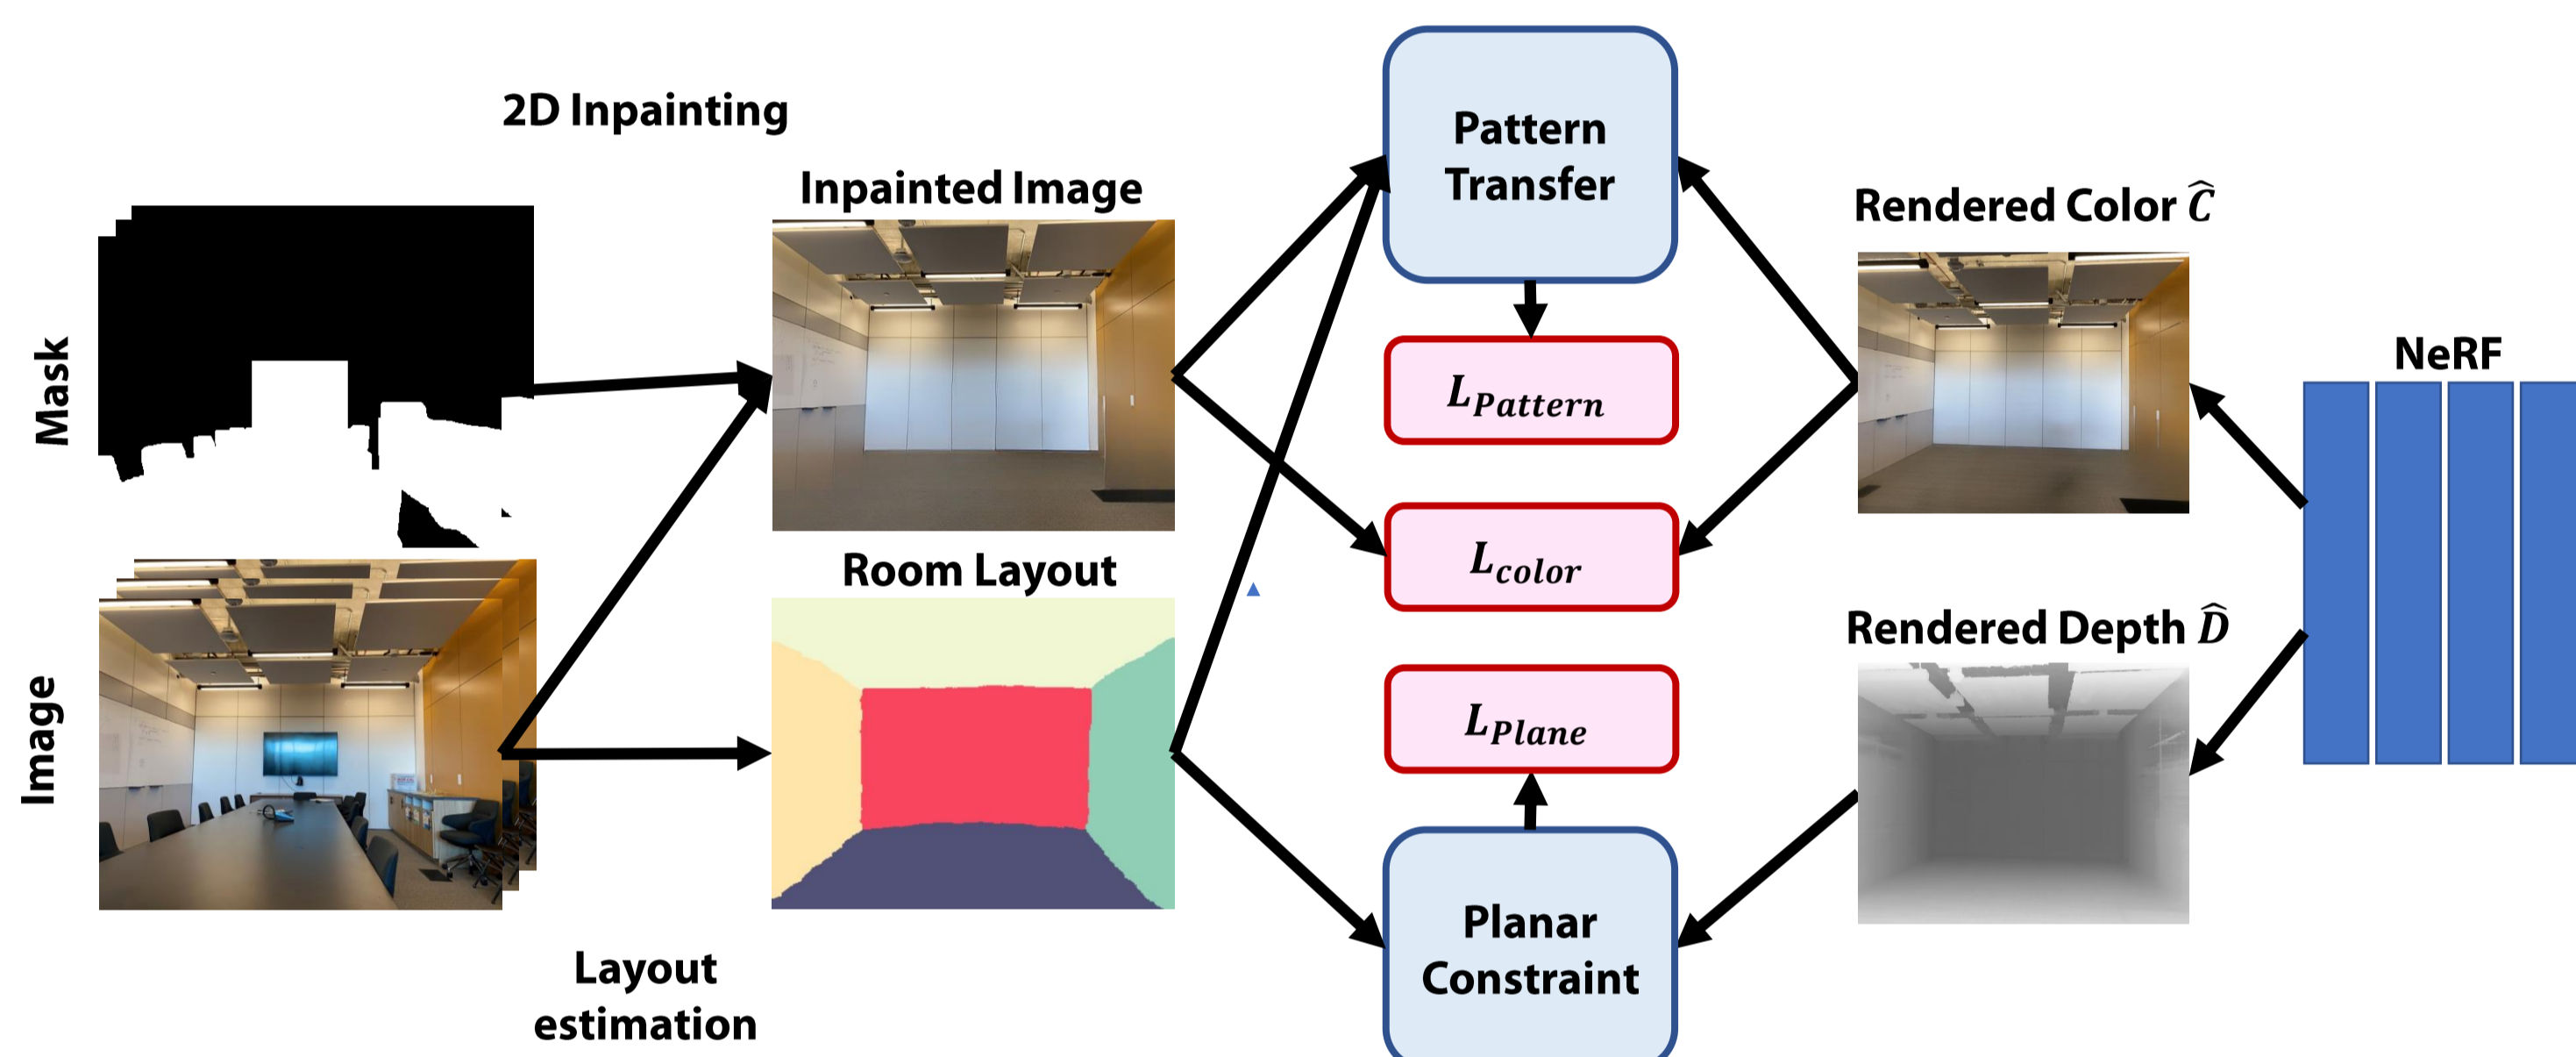 2D Inpainting
Mask
Image
Layout
estimation
Inpainted Image
Room Layout
Pattern
Transfer
L_Pattern
L_color
L_Plane
Planar
Constraint
Rendered Color Ĉ
Rendered Depth D̂
NeRF